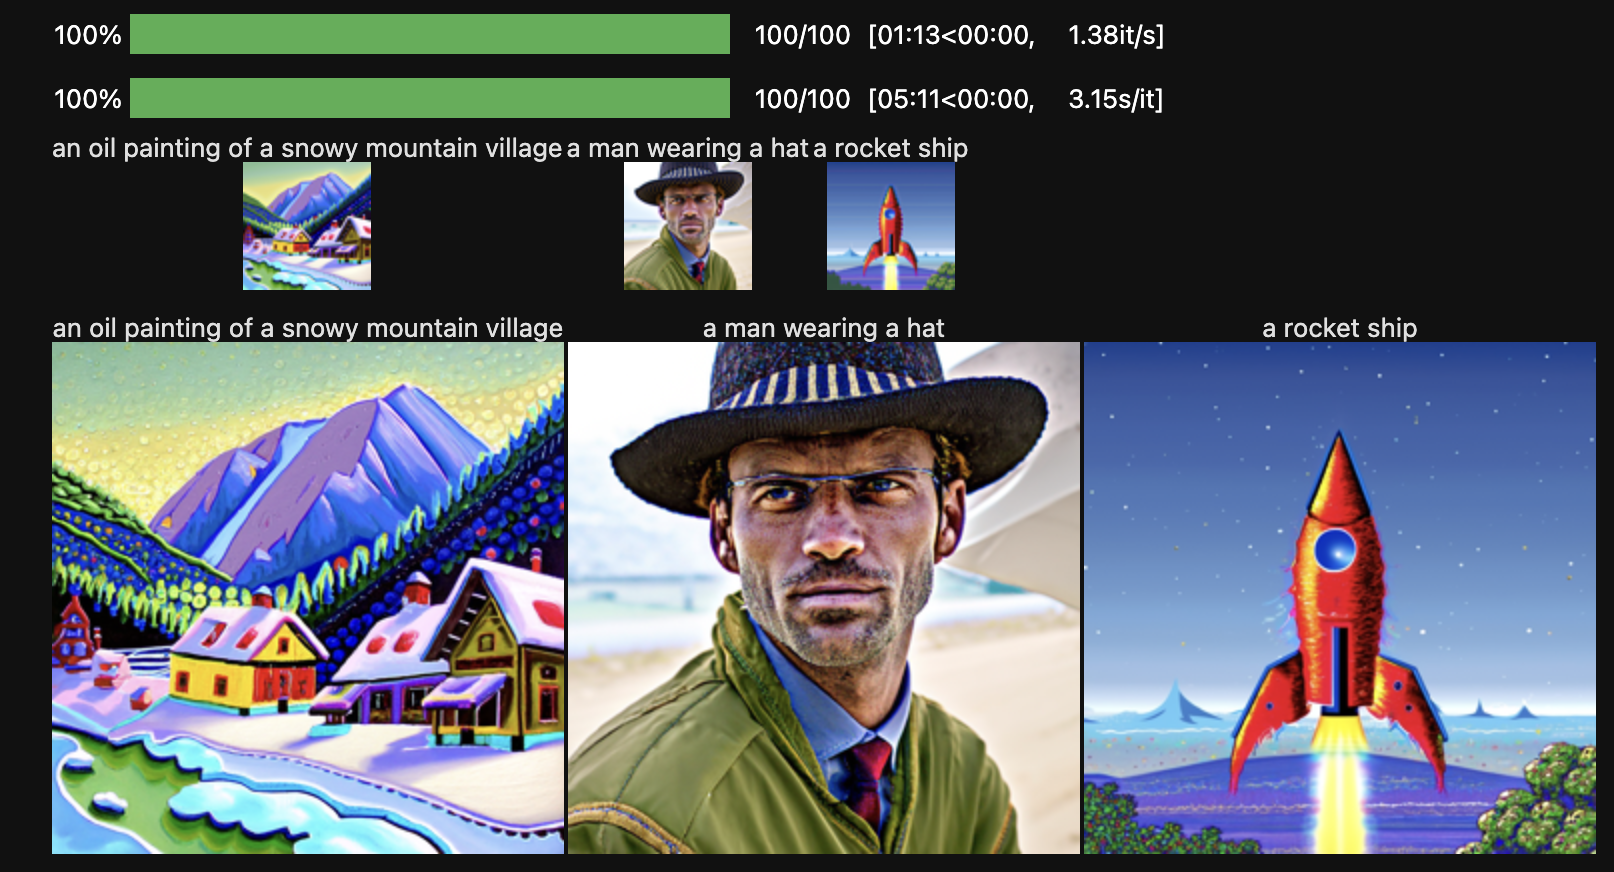 100% 100/100 [01:13<00:00, 1.38it/s]
100% 100/100 [05:11<00:00, 3.15s/it]
an oil painting of a snowy mountain village a man wearing a hat a rocket ship
an oil painting of a snowy mountain village a man wearing a hat a rocket ship